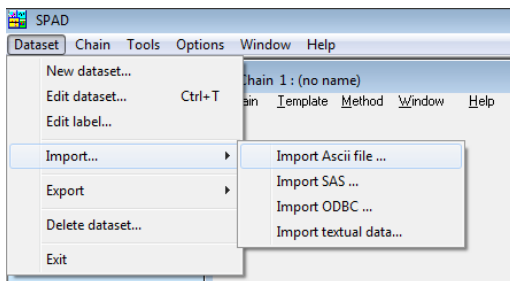 SPAD
Dataset Chain Tools Options Window Help
New dataset...
Edit dataset... Ctrl+T
Edit label...
Import...
Export
Delete dataset...
Exit
Chain 1 : (no name)
Template Method Window Help
Import Ascii file ...
Import SAS ...
Import ODBC ...
Import textual data...